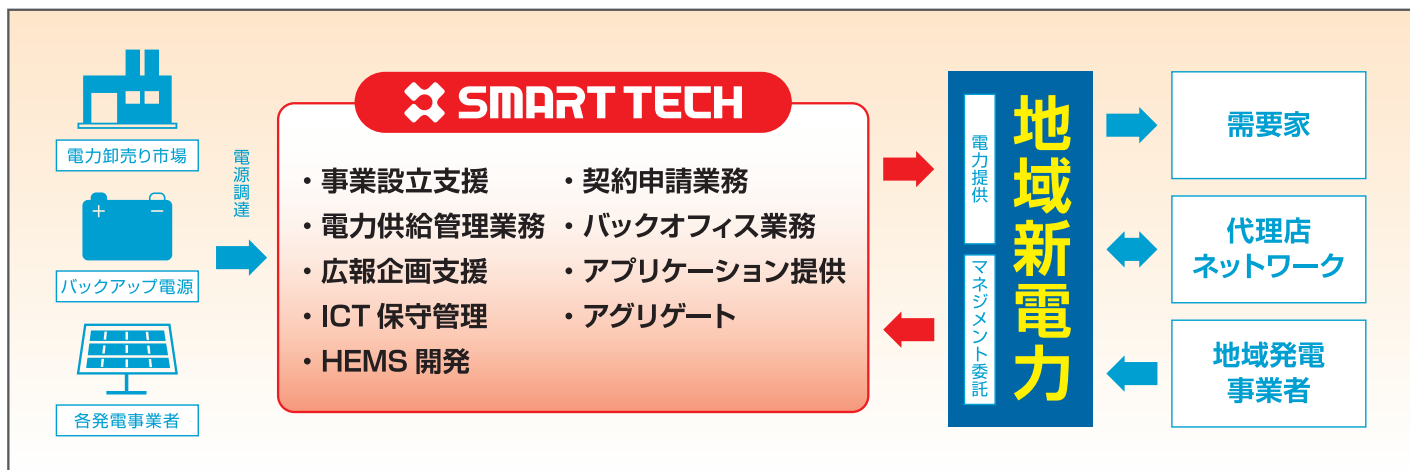 電力卸売り市場
バックアップ電源
各発電事業者
電源調達
SMART TECH
・事業設立支援
・電力供給管理業務
・広報企画支援
・ICT 保守管理
・HEMS 開発
・契約申請業務
・バックオフィス業務
・アプリケーション提供
・アグリゲート
電力提供
マネジメント委託
地域新電力
需要家
代理店
ネットワーク
地域発電
事業者